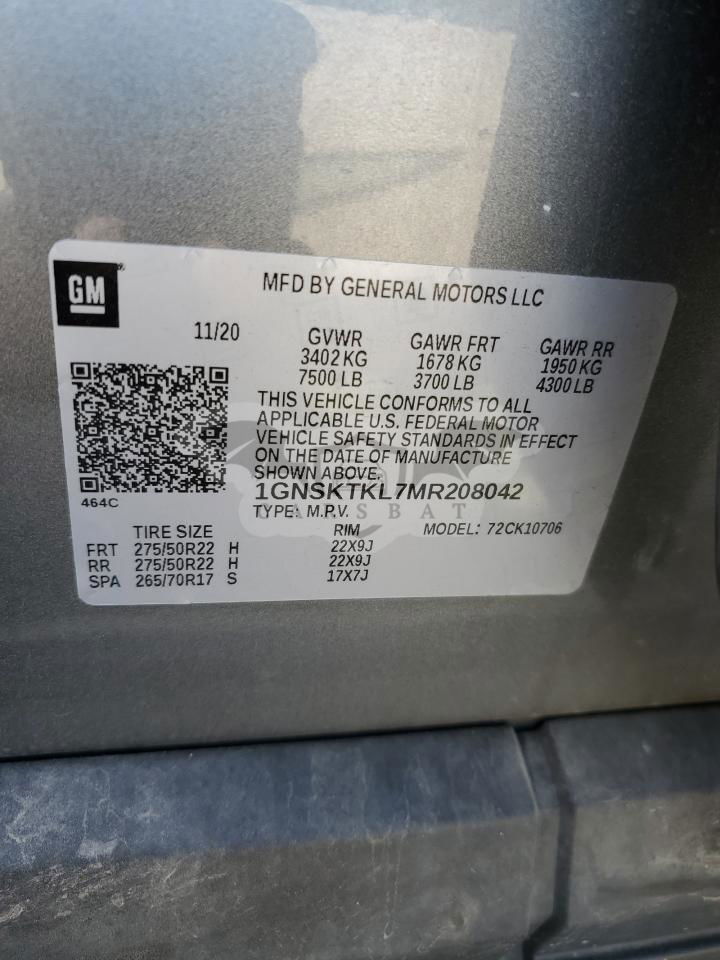 GM
MFD BY GENERAL MOTORS LLC
11/20 GVWR GAWR FRT GAWR RR
3402 KG 1678 KG 1950 KG
7500 LB 3700 LB 4300 LB
THIS VEHICLE CONFORMS TO ALL
APPLICABLE U.S. FEDERAL MOTOR
VEHICLE SAFETY STANDARDS IN EFFECT
ON THE DATE OF MANUFACTURE
SHOWN ABOVE.
464C
1GNSKTKL7MR208042
CARSBAT
TYPE: M.P.V. MODEL: 72CK10706
TIRE SIZE RIM
FRT 275/50R22 H 22X9J
RR 275/50R22 H 22X9J
SPA 265/70R17 S 17X7J